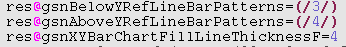 res@gsnBelowYRefLineBarPatterns=(/3/)
res@gsnAboveYRefLineBarPatterns=(/4/)
res@gsnXYBarChartFillLineThicknessF=4